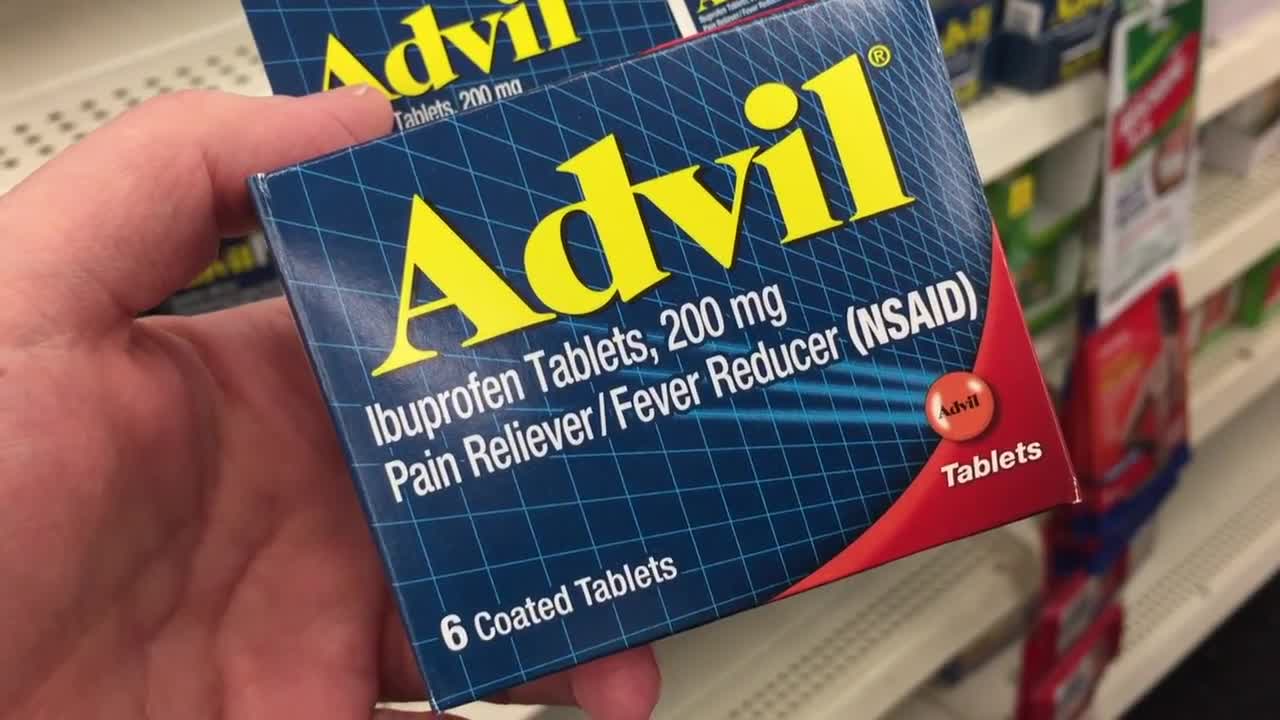 Advil
Tablets, 200 mg
Advil®
Ibuprofen Tablets, 200 mg
Pain Reliever/Fever Reducer (NSAID)
Advil
Tablets
6 Coated Tablets